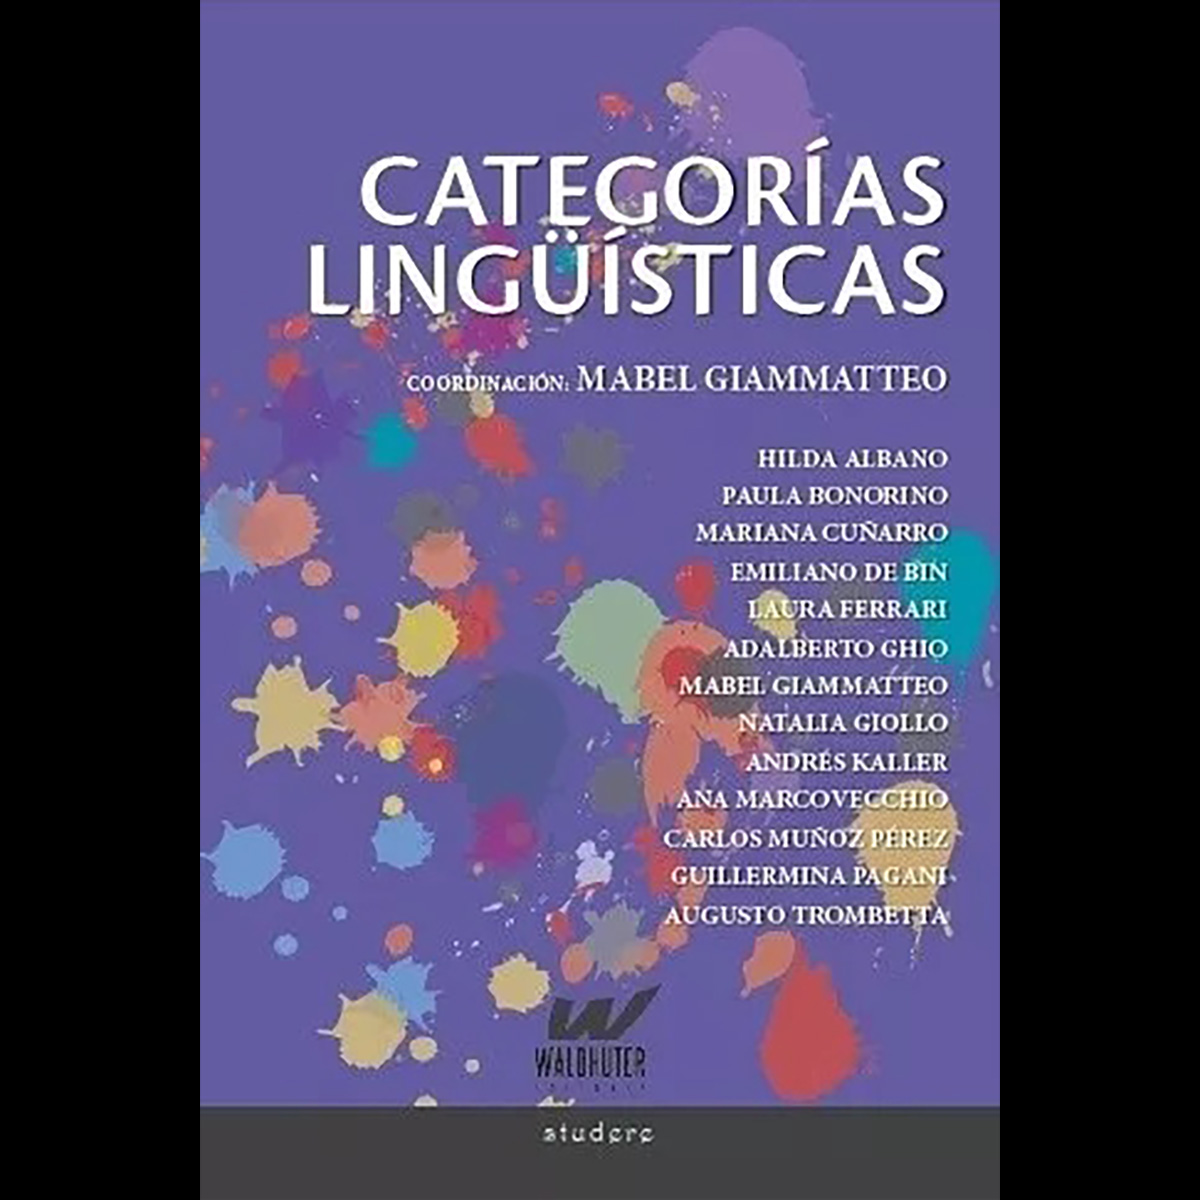 CATEGORÍAS
LINGÜÍSTICAS
COORDINACIÓN: MABEL GIAMMATTEO
HILDA ALBANO
PAULA BONORINO
MARIANA CUÑARRO
EMILIANO DE BIN
LAURA FERRARI
ADALBERTO GHIO
MABEL GIAMMATTEO
NATALIA GIOLLO
ANDRÉS KALLER
ANA MARCOVECCHIO
CARLOS MUÑOZ PÉREZ
GUILLERMINA PAGANI
AUGUSTO TROMBETTA
WALDHUTER
studere